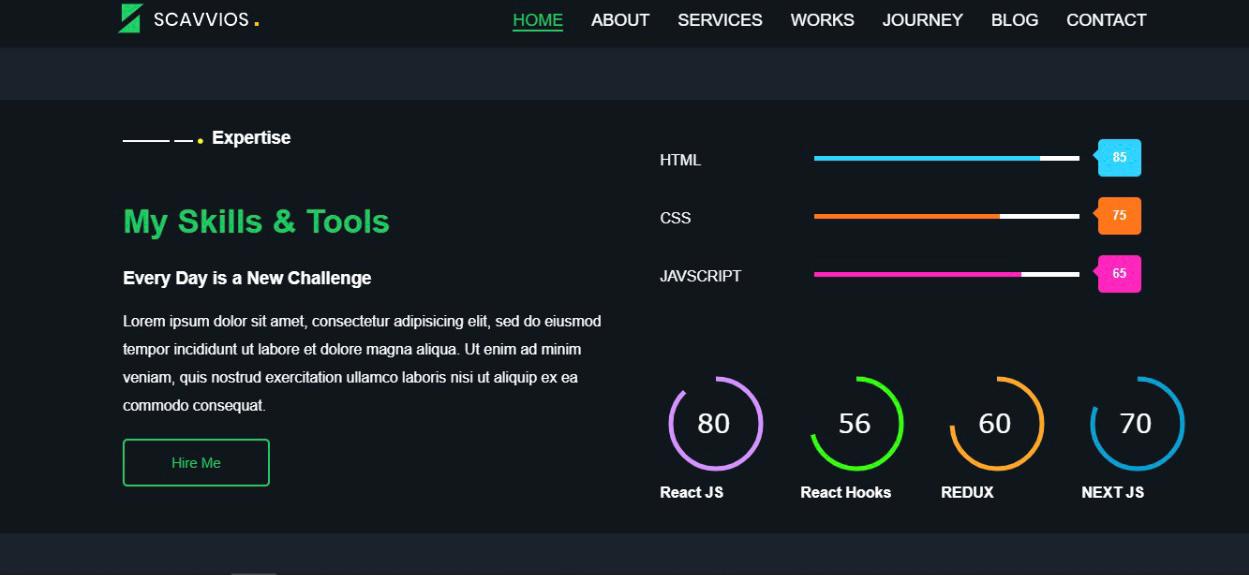 SCAVVIOS.
HOME ABOUT SERVICES WORKS JOURNEY BLOG CONTACT
Expertise
My Skills & Tools
Every Day is a New Challenge
Lorem ipsum dolor sit amet, consectetur adipisicing elit, sed do eiusmod
tempor incididunt ut labore et dolore magna aliqua. Ut enim ad minim
veniam, quis nostrud exercitation ullamco laboris nisi ut aliquip ex ea
commodo consequat.
Hire Me
HTML 85
CSS 75
JAVSCRIPT 65
80 56 60 70
React JS React Hooks REDUX NEXT JS